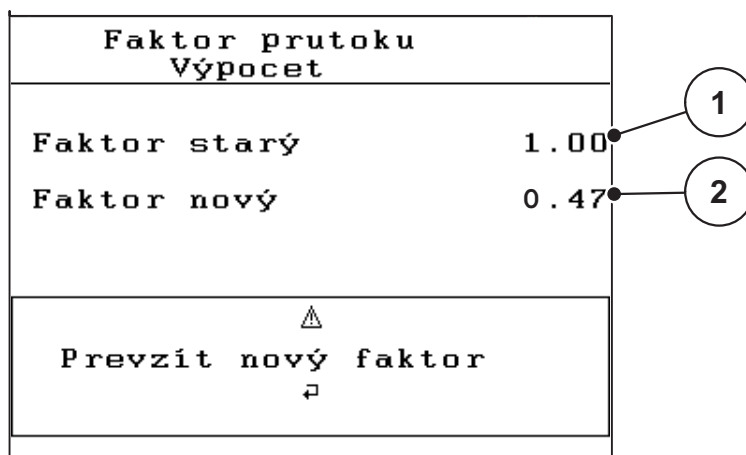 Faktor prutoku
Výpocet
Faktor starý 1.00
1
Faktor nový 0.47
2
Prevzít nový faktor